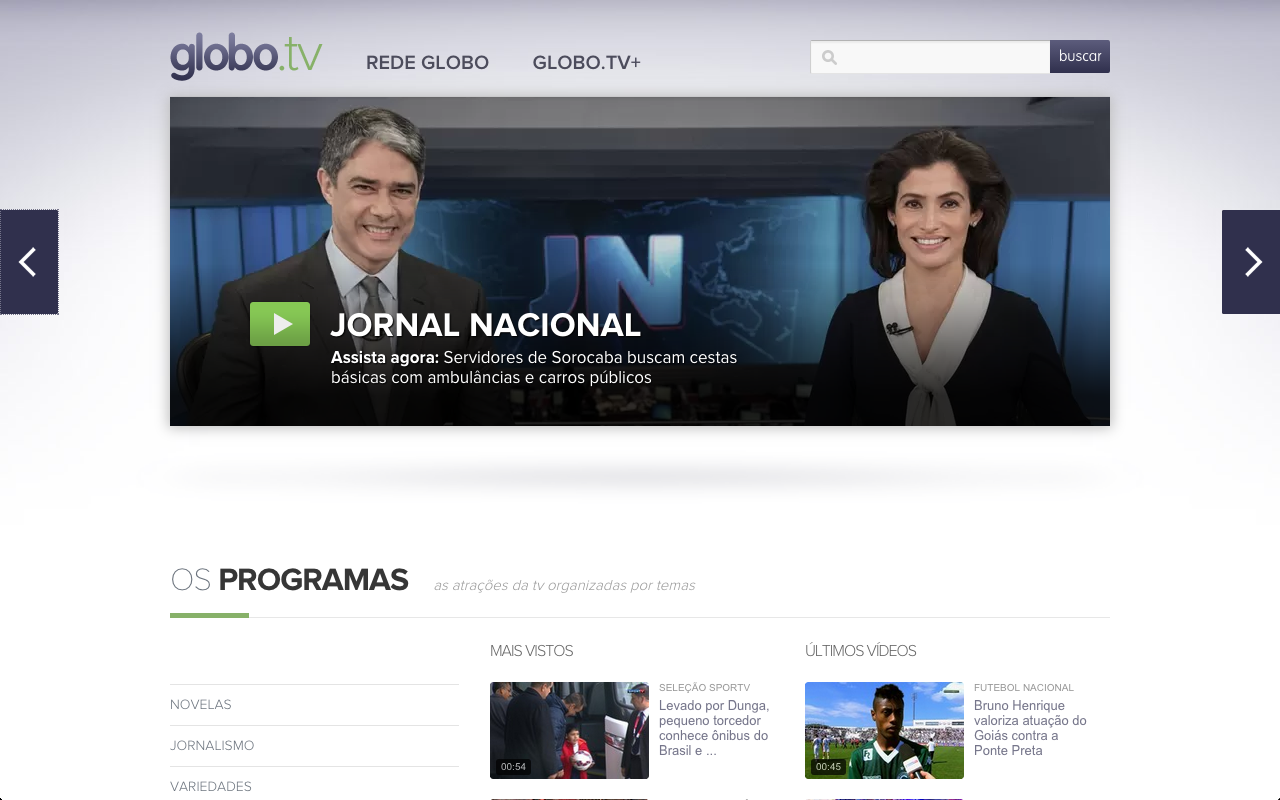 globo.tv
REDE GLOBO
GLOBO.TV+
buscar
JN
JORNAL NACIONAL
Assista agora: Servidores de Sorocaba buscam cestas
básicas com ambulâncias e carros públicos
OS PROGRAMAS
as atrações da tv organizadas por temas
NOVELAS
JORNALISMO
VARIEDADES
MAIS VISTOS
00:54
SELEÇÃO SPORTV
Levado por Dunga,
pequeno torcedor
conhece ônibus do
Brasil e ...
ÚLTIMOS VÍDEOS
00:45
FUTEBOL NACIONAL
Bruno Henrique
valoriza atuação do
Goiás contra a
Ponte Preta